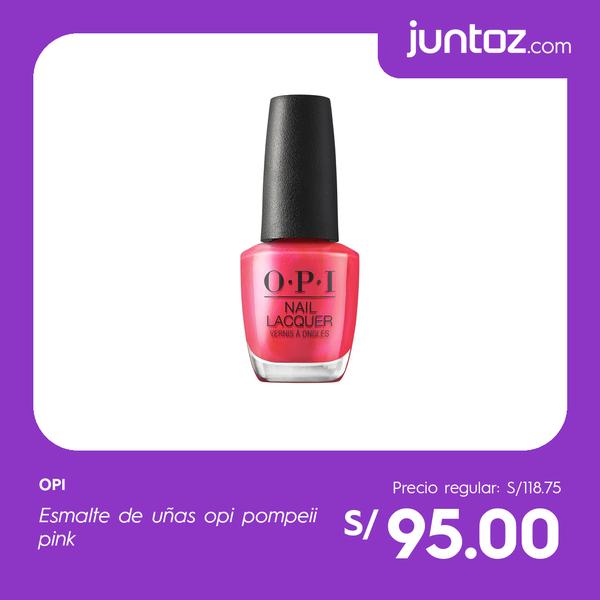 juntoz.com
O·P·I
NAIL
LACQUER
VERNIS À ONGLES
OPI
Esmalte de uñas opi pompeii
pink
Precio regular: S/118.75
S/95.00